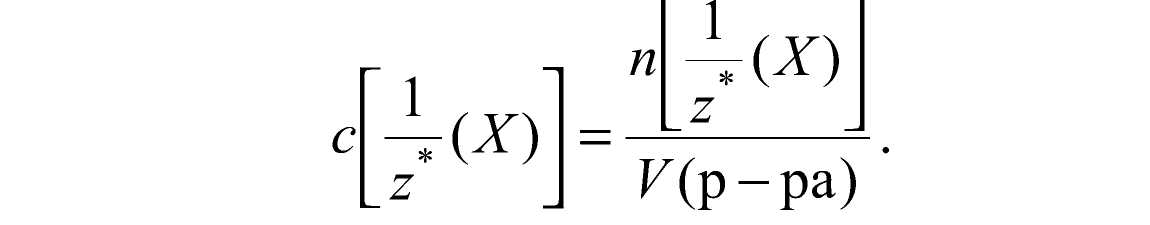 c[1/z*(X)] = n[1/z*(X)]/V(p – pa).